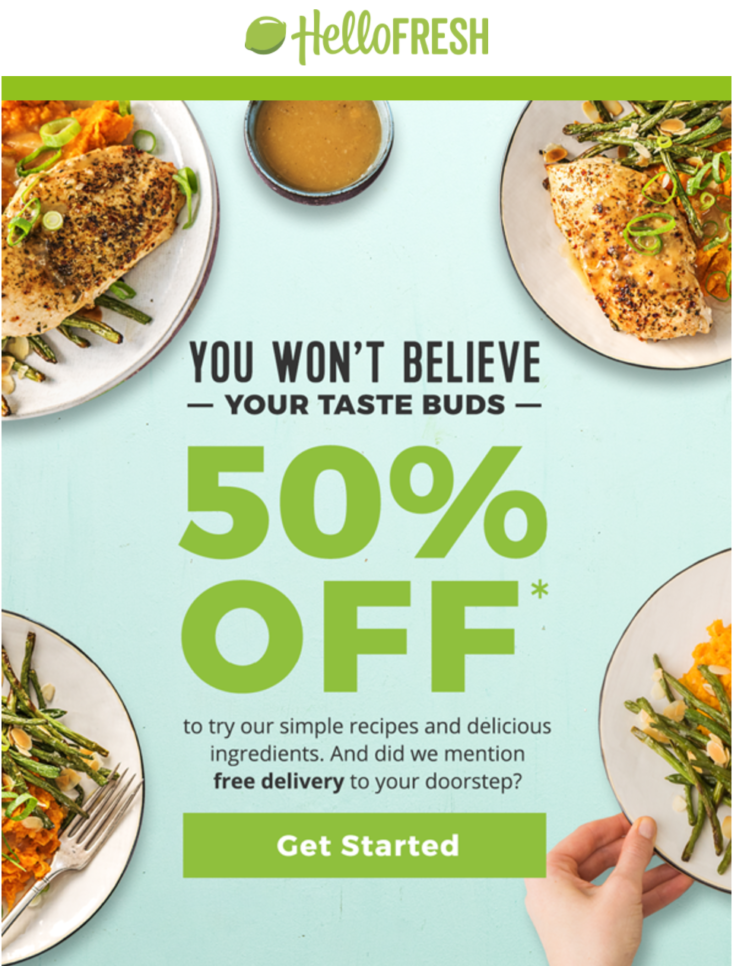 HelloFRESH
YOU WON'T BELIEVE
— YOUR TASTE BUDS —
50%
OFF*
to try our simple recipes and delicious
ingredients. And did we mention
free delivery to your doorstep?
Get Started